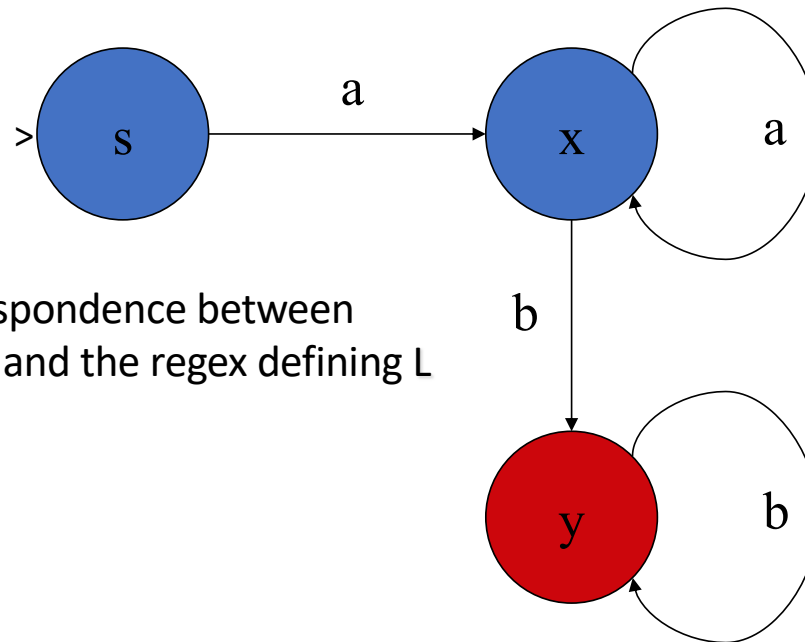 a
> s
x
a
spondence between
and the regex defining L
b
y
b